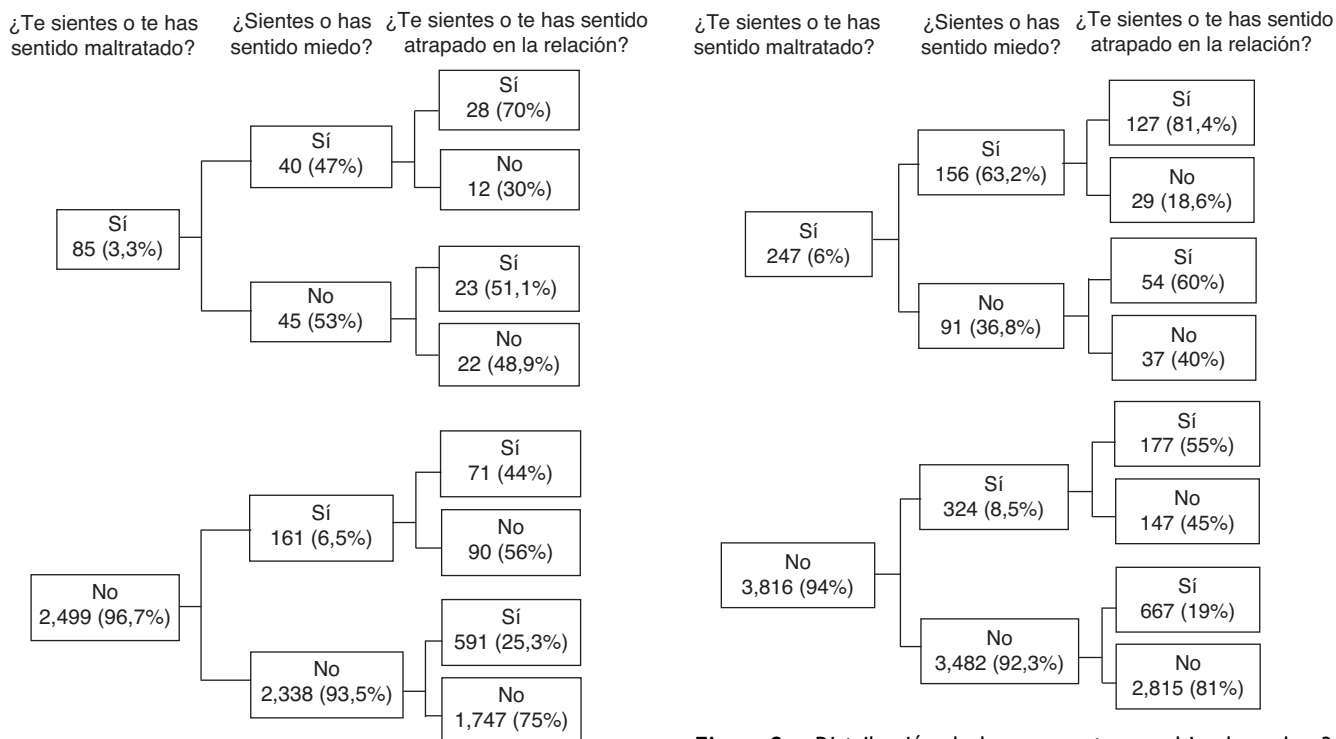 ¿Te sientes o te has
sentido maltratado?
¿Sientes o has
sentido miedo?
¿Te sientes o te has sentido
atrapado en la relación?
Sí
85 (3,3%)
Sí
40 (47%)
Sí
28 (70%)
No
12 (30%)
No
45 (53%)
Sí
23 (51,1%)
No
22 (48,9%)
No
2,499 (96,7%)
Sí
161 (6,5%)
Sí
71 (44%)
No
90 (56%)
No
2,338 (93,5%)
Sí
591 (25,3%)
No
1,747 (75%)
¿Te sientes o te has
sentido maltratado?
¿Sientes o has
sentido miedo?
¿Te sientes o te has sentido
atrapado en la relación?
Sí
247 (6%)
Sí
156 (63,2%)
Sí
127 (81,4%)
No
29 (18,6%)
No
91 (36,8%)
Sí
54 (60%)
No
37 (40%)
No
3,816 (94%)
Sí
324 (8,5%)
Sí
177 (55%)
No
147 (45%)
No
3,482 (92,3%)
Sí
667 (19%)
No
2,815 (81%)